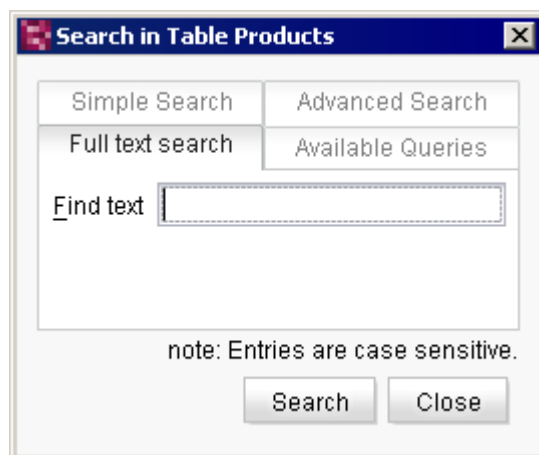 Search in Table Products
Simple Search
Advanced Search
Full text search
Available Queries
Find text
note: Entries are case sensitive.
Search
Close